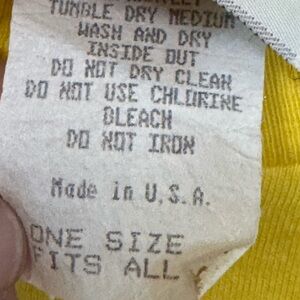 TUMBLE DRY MEDIUM
WASH AND DRY
INSIDE OUT
DO NOT DRY CLEAN
DO NOT USE CHLORINE
BLEACH
DO NOT IRON
Made in U.S.A.
ONE SIZE
FITS ALL